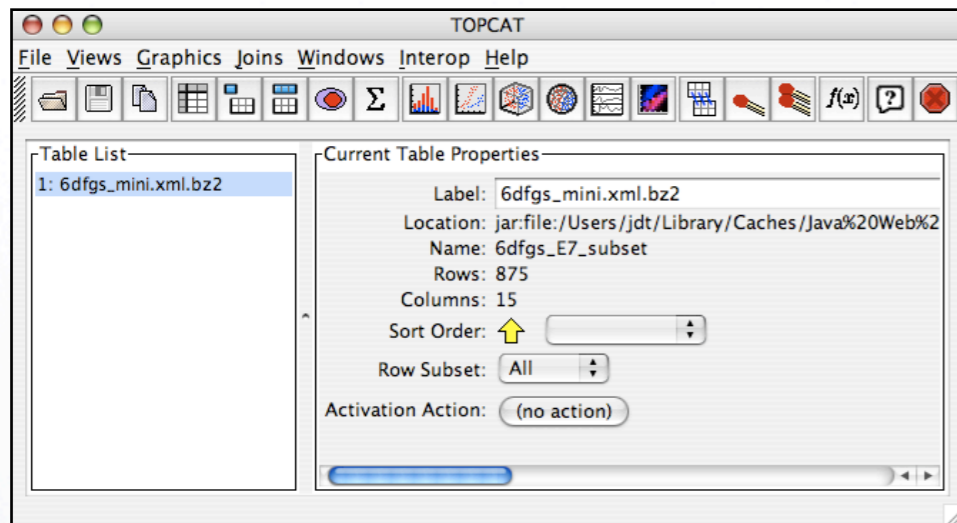 TOPCAT
File Views Graphics Joins Windows Interop Help
Σ f(x) ?
Table List
1: 6dfgs_mini.xml.bz2
Current Table Properties
Label: 6dfgs_mini.xml.bz2
Location: jar:file:/Users/jdt/Library/Caches/Java%20Web%2
Name: 6dfgs_E7_subset
Rows: 875
Columns: 15
Sort Order:
Row Subset: All
Activation Action: (no action)